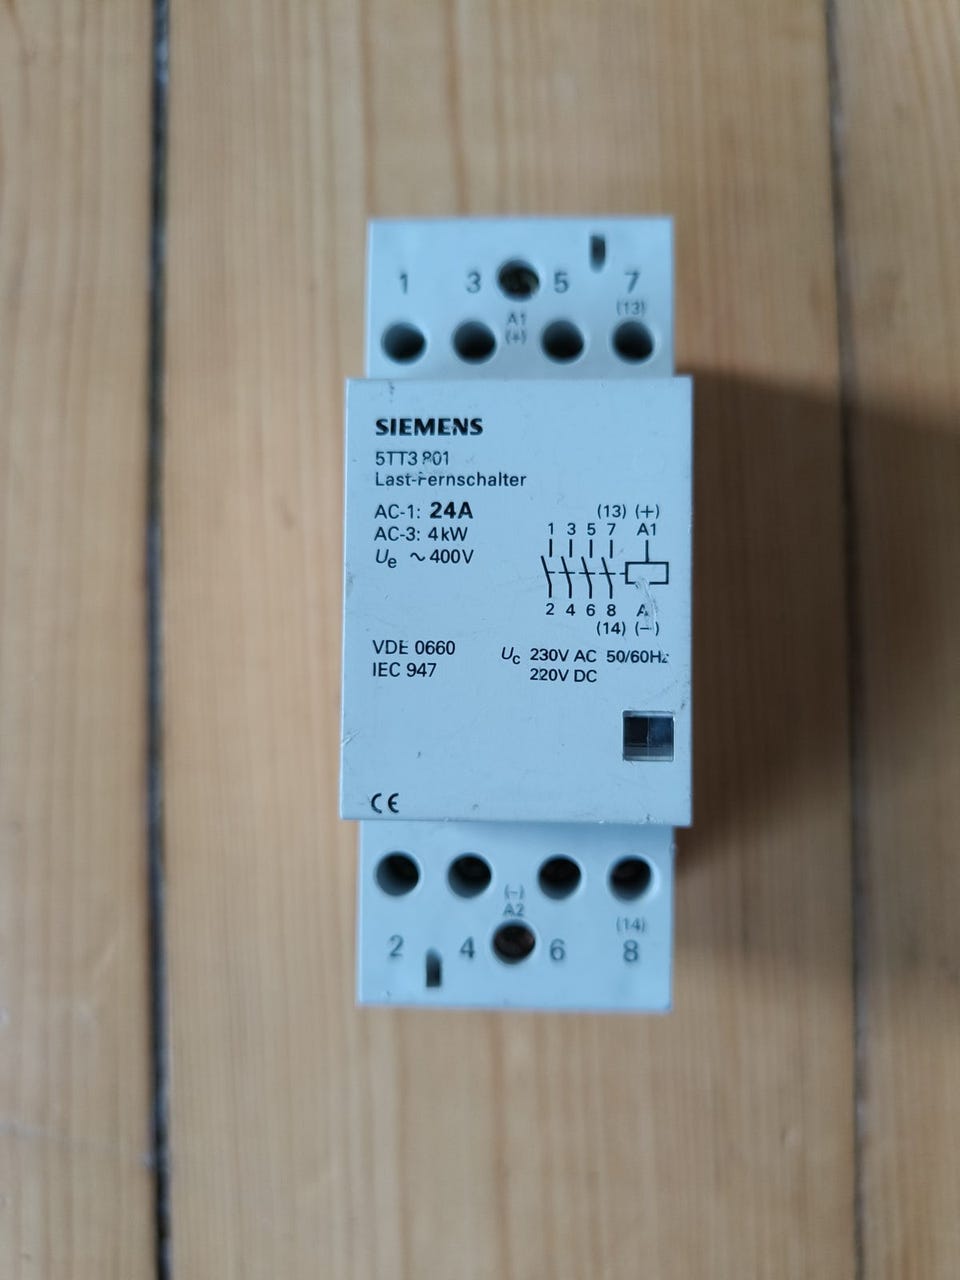 1 3 5 7
(13)
A1
(+)
SIEMENS
5TT3 801
Last-Fernschalter
AC-1: 24A
AC-3: 4kW
Ue ~400V
(13) (+)
1 3 5 7 A1
2 4 6 8 A
(14) (–)
VDE 0660
IEC 947
Uc 230V AC 50/60Hz
220V DC
CE
(–)
A2
(14)
2 4 6 8